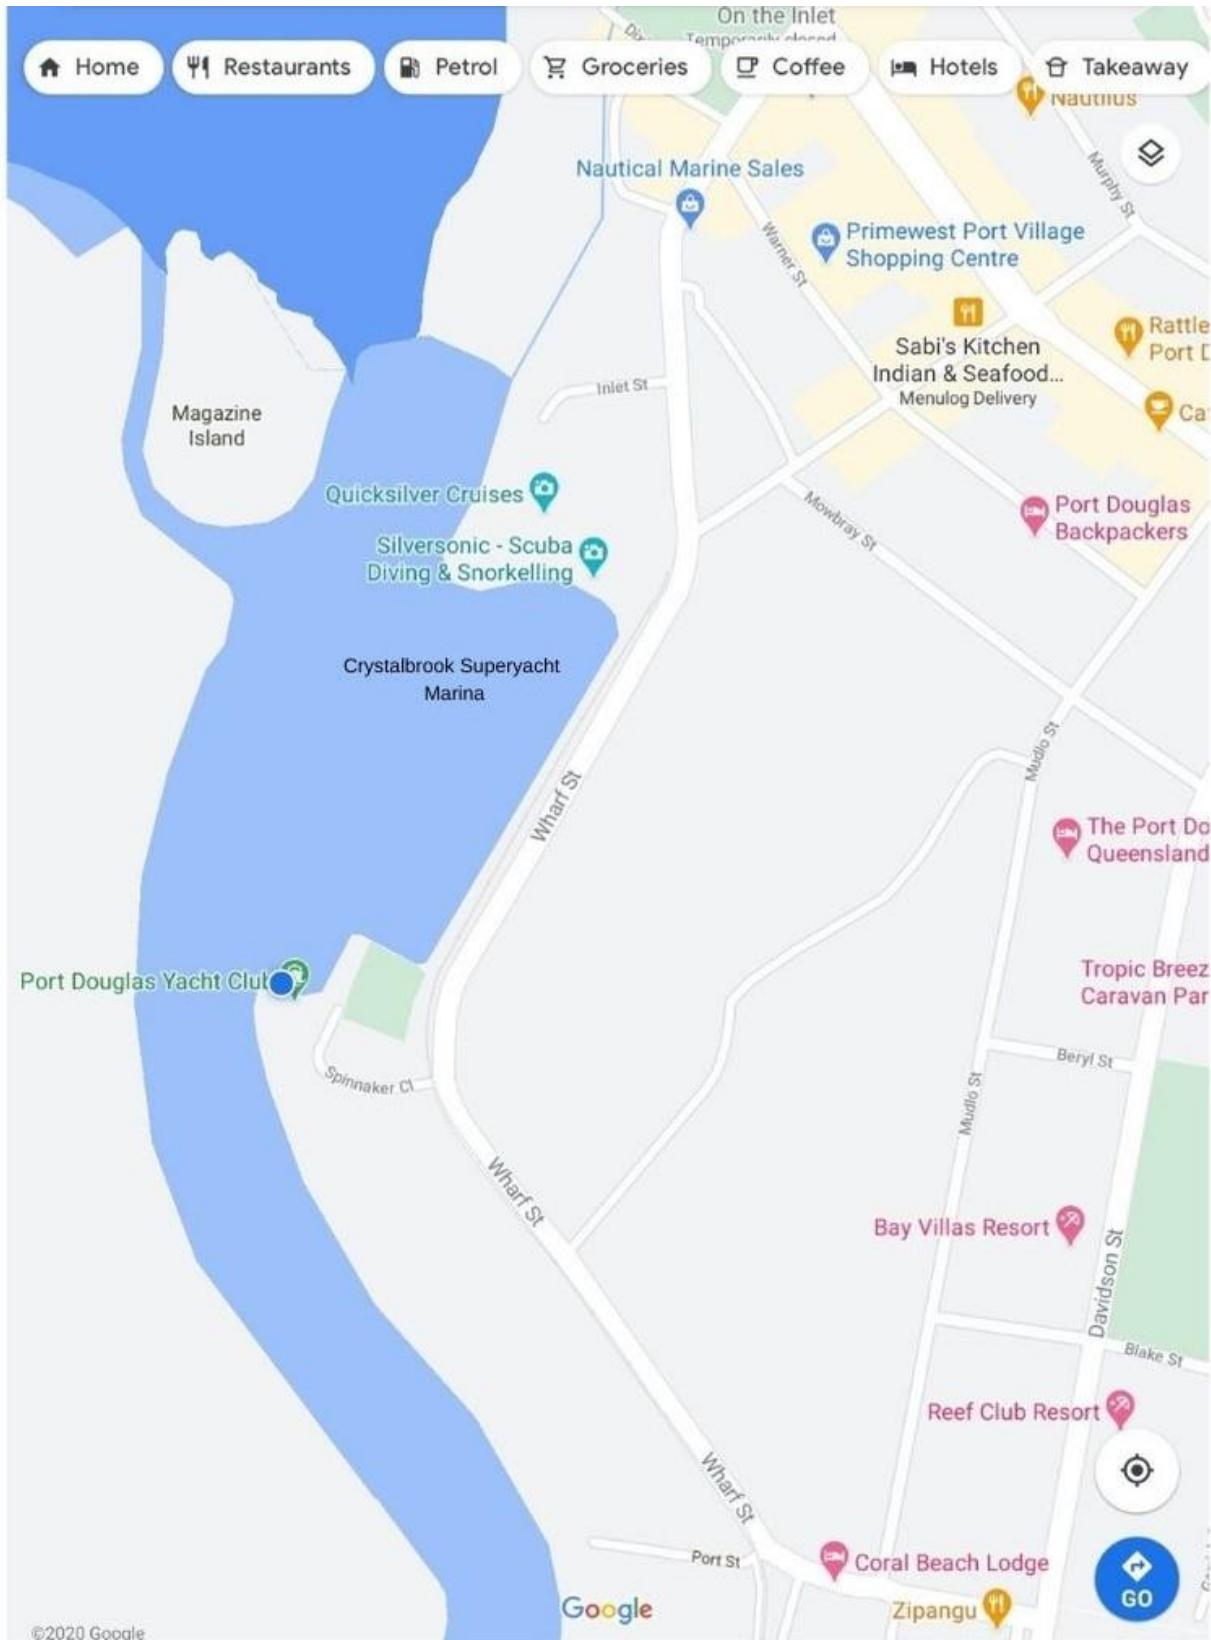 On the Inlet
Temporarily closed
Home
Restaurants
Petrol
Groceries
Coffee
Hotels
Takeaway
Nautilus
Murphy St
Nautical Marine Sales
Primewest Port Village
Shopping Centre
Warner St
Sabi's Kitchen
Indian & Seafood...
Menulog Delivery
Rattle
Port D
Ca
Inlet St
Magazine
Island
Quicksilver Cruises
Silversonic - Scuba
Diving & Snorkelling
Mowbray St
Port Douglas
Backpackers
Crystalbrook Superyacht
Marina
Wharf St
Mudlo St
The Port Do
Queensland
Port Douglas Yacht Club
Tropic Breez
Caravan Par
Spinnaker Cl
Beryl St
Mudlo St
Wharf St
Bay Villas Resort
Davidson St
Blake St
Reef Club Resort
Wharf St
Port St
Coral Beach Lodge
GO
Google
Zipangu
©2020 Google